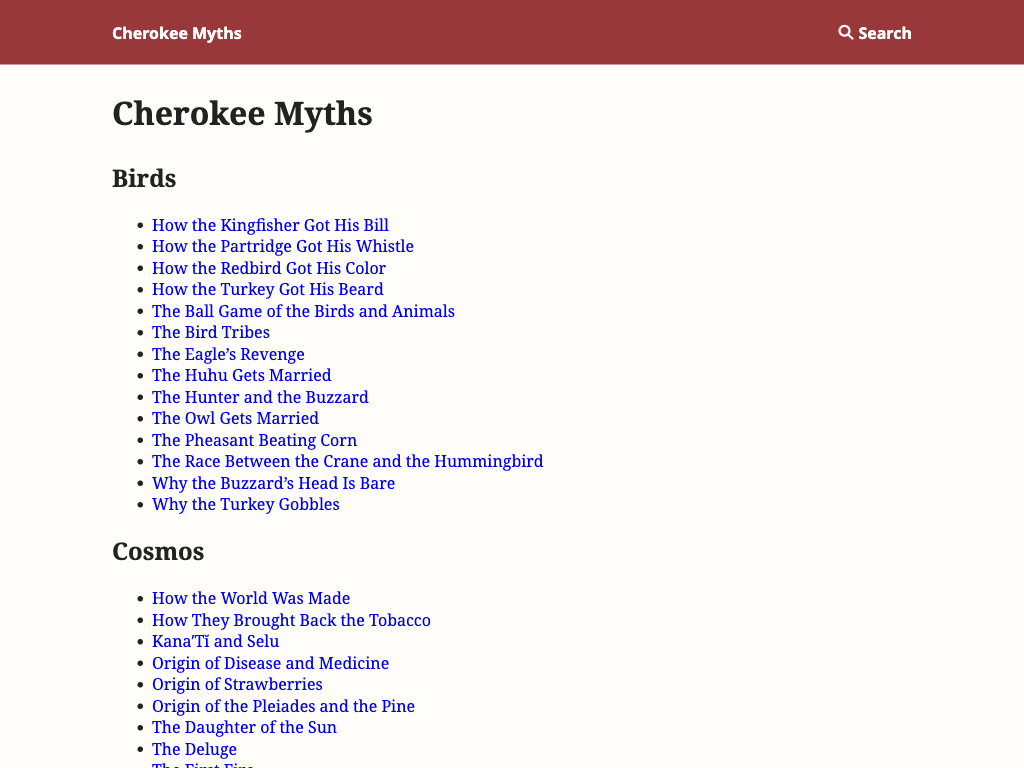 Cherokee Myths
Search
Cherokee Myths
Birds
How the Kingfisher Got His Bill
How the Partridge Got His Whistle
How the Redbird Got His Color
How the Turkey Got His Beard
The Ball Game of the Birds and Animals
The Bird Tribes
The Eagle’s Revenge
The Huhu Gets Married
The Hunter and the Buzzard
The Owl Gets Married
The Pheasant Beating Corn
The Race Between the Crane and the Hummingbird
Why the Buzzard’s Head Is Bare
Why the Turkey Gobbles
Cosmos
How the World Was Made
How They Brought Back the Tobacco
Kana′Tĭ and Selu
Origin of Disease and Medicine
Origin of Strawberries
Origin of the Pleiades and the Pine
The Daughter of the Sun
The Deluge
The First Fire